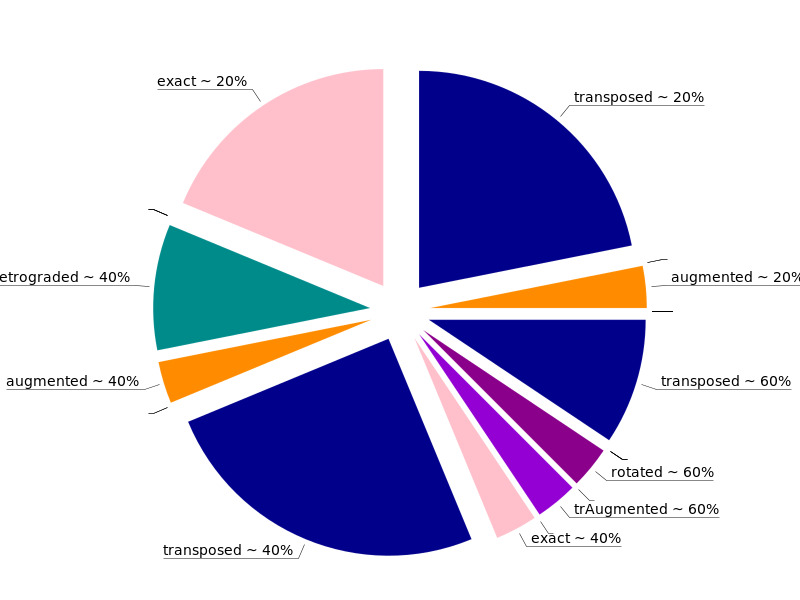 exact ~ 20%
transposed ~ 20%
etrograded ~ 40%
augmented ~ 20%
augmented ~ 40%
transposed ~ 60%
rotated ~ 60%
trAugmented ~ 60%
exact ~ 40%
transposed ~ 40%